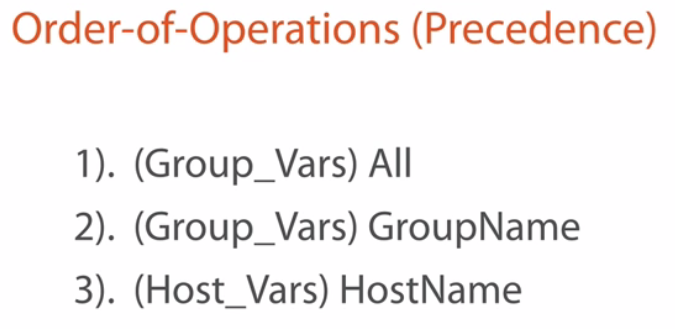 Order-of-Operations (Precedence)
1). (Group_Vars) All
2). (Group_Vars) GroupName
3). (Host_Vars) HostName